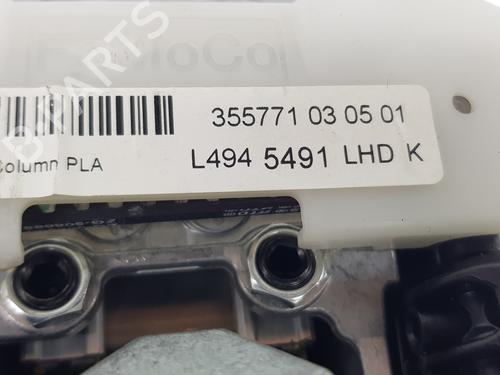 B-PARTS
355771 03 05 01
Column PLA
L494 5491 LHD K